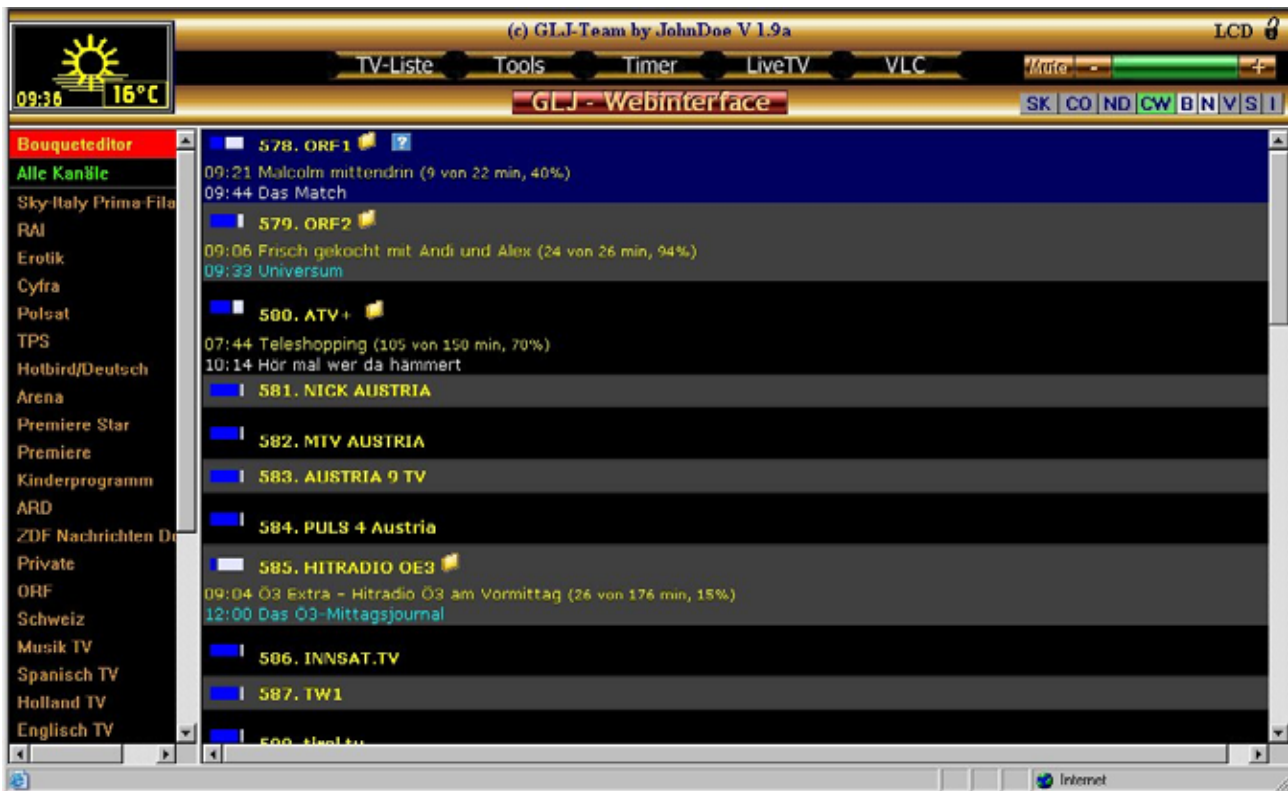 (c) GLJ-Team by JohnDoe V 1.9a
LCD
TV-Liste Tools Timer LiveTV VLC
Mute - +
09:36 16°C
GLJ - Webinterface
SK CO ND CW B N V S I
Bouqueteditor
Alle Kanäle
Sky-Italy Prima-Fila
RAI
Erotik
Cyfra
Polsat
TPS
Hotbird/Deutsch
Arena
Premiere Star
Premiere
Kinderprogramm
ARD
ZDF Nachrichten
Private
ORF
Schweiz
Musik TV
Spanisch TV
Holland TV
Englisch TV
578. ORF1 ?
09:21 Malcolm mittendrin (9 von 22 min, 40%)
09:44 Das Match
579. ORF2
09:06 Frisch gekocht mit Andi und Alex (24 von 26 min, 94%)
09:33 Universum
580. ATV+
07:44 Teleshopping (105 von 150 min, 70%)
10:14 Hör mal wer da hämmert
581. NICK AUSTRIA
582. MTV AUSTRIA
583. AUSTRIA 9 TV
584. PULS 4 Austria
585. HITRADIO OE3
09:04 Ö3 Extra - Hitradio Ö3 am Vormittag (26 von 176 min, 15%)
12:00 Das Ö3-Mittagsjournal
586. INNSAT.TV
587. TW1
Internet